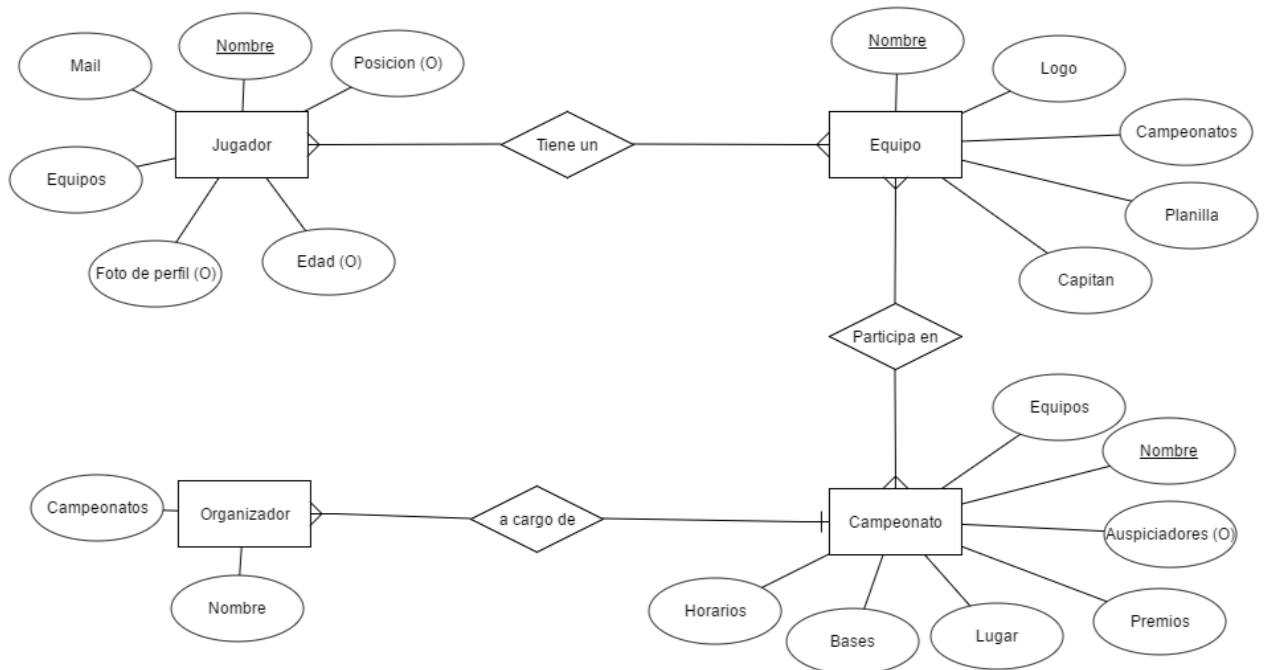 Nombre
Mail
Posicion (O)
Jugador
Equipos
Foto de perfil (O)
Edad (O)
Tiene un
Nombre
Logo
Equipo
Campeonatos
Planilla
Capitan
Participa en
Equipos
Nombre
Campeonato
Auspiciadores (O)
Premios
Lugar
Bases
Horarios
a cargo de
Organizador
Campeonatos
Nombre